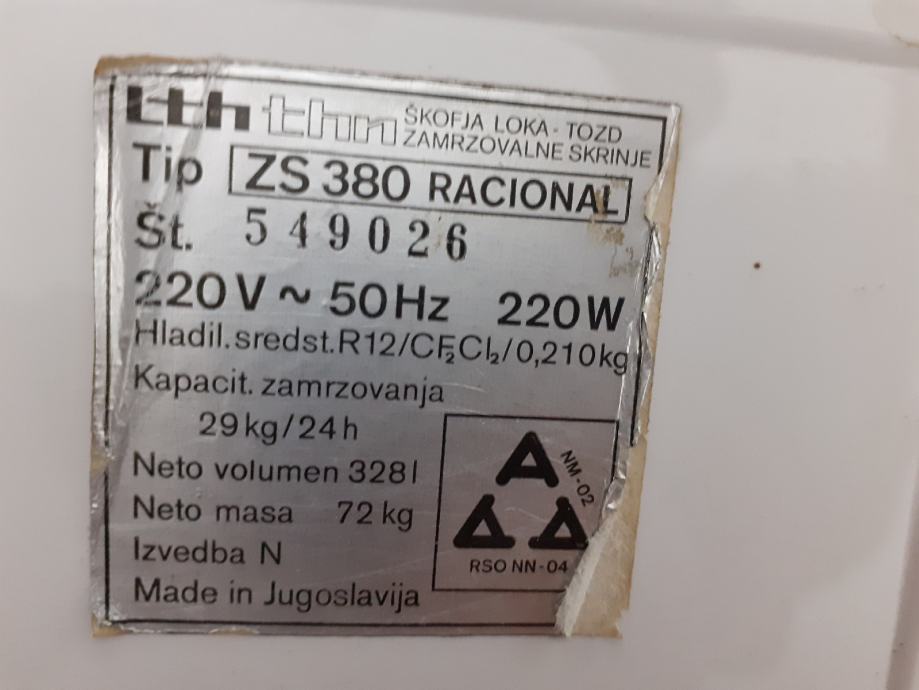 lth thn ŠKOFJA LOKA - TOZD
ZAMRZOVALNE SKRINJE
Tip ZS 380 RACIONAL
Št. 549026
220V ~ 50Hz 220W
Hladil.sredst.R12/CF₂Cl₂/0,210kg
Kapacit. zamrzovanja
29kg/24h
Neto volumen 328l
Neto masa 72 kg
Izvedba N
Made in Jugoslavija
NM-02
RSO NN-04